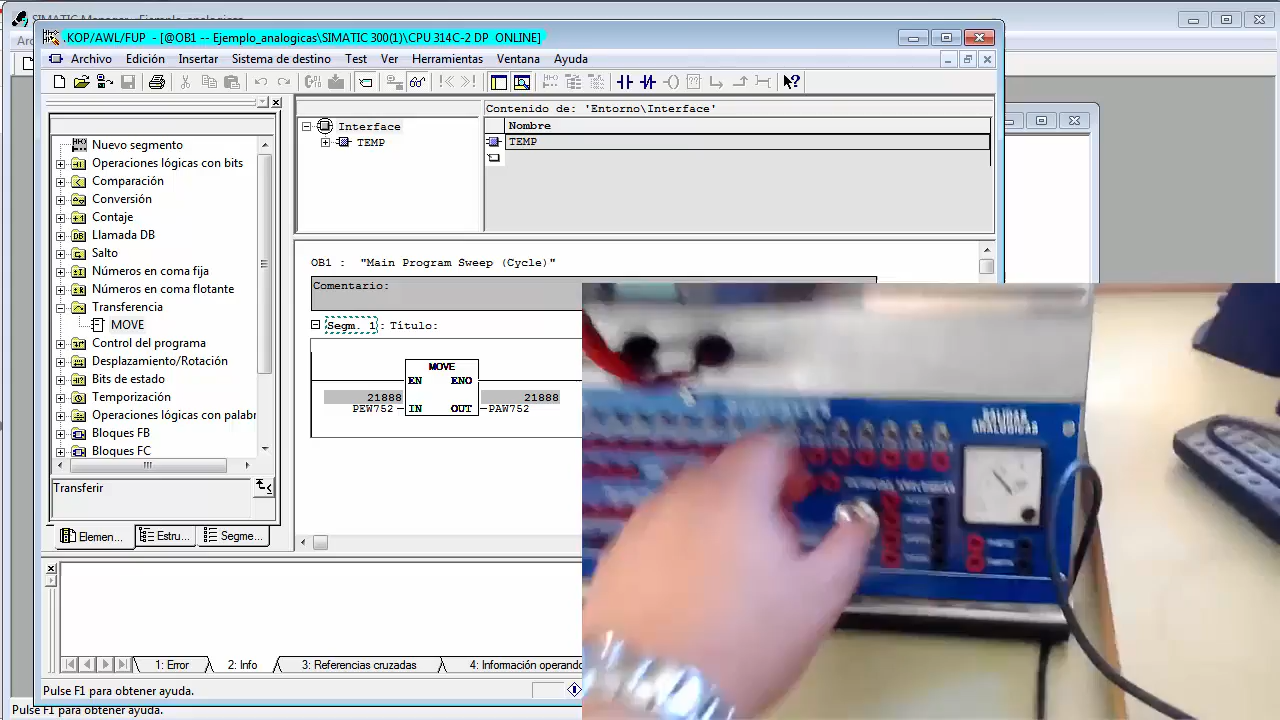 SIMATIC Manager - Ejemplo_analogicas
.KOP/AWL/FUP - [@OB1 -- Ejemplo_analogicas\SIMATIC 300(1)\CPU 314C-2 DP ONLINE]
Archivo Edición Insertar Sistema de destino Test Ver Herramientas Ventana Ayuda
Contenido de: 'Entorno\Interface'
Interface
TEMP
Nombre
TEMP
Nuevo segmento
Operaciones lógicas con bits
Comparación
Conversión
Contaje
Llamada DB
Salto
Números en coma fija
Números en coma flotante
Transferencia
MOVE
Control del programa
Desplazamiento/Rotación
Bits de estado
Temporización
Operaciones lógicas con palabr
Bloques FB
Bloques FC
Transferir
Elemen...
Estru...
Segme...
OB1 : "Main Program Sweep (Cycle)"
Comentario:
Segm. 1: Título:
MOVE
EN ENO
21888 21888
PEW752 IN OUT PAW752
SALIDAS
ANALOGICAS
1: Error 2: Info 3: Referencias cruzadas 4: Información operando
Pulse F1 para obtener ayuda.
Pulse F1 para obtener ayuda.